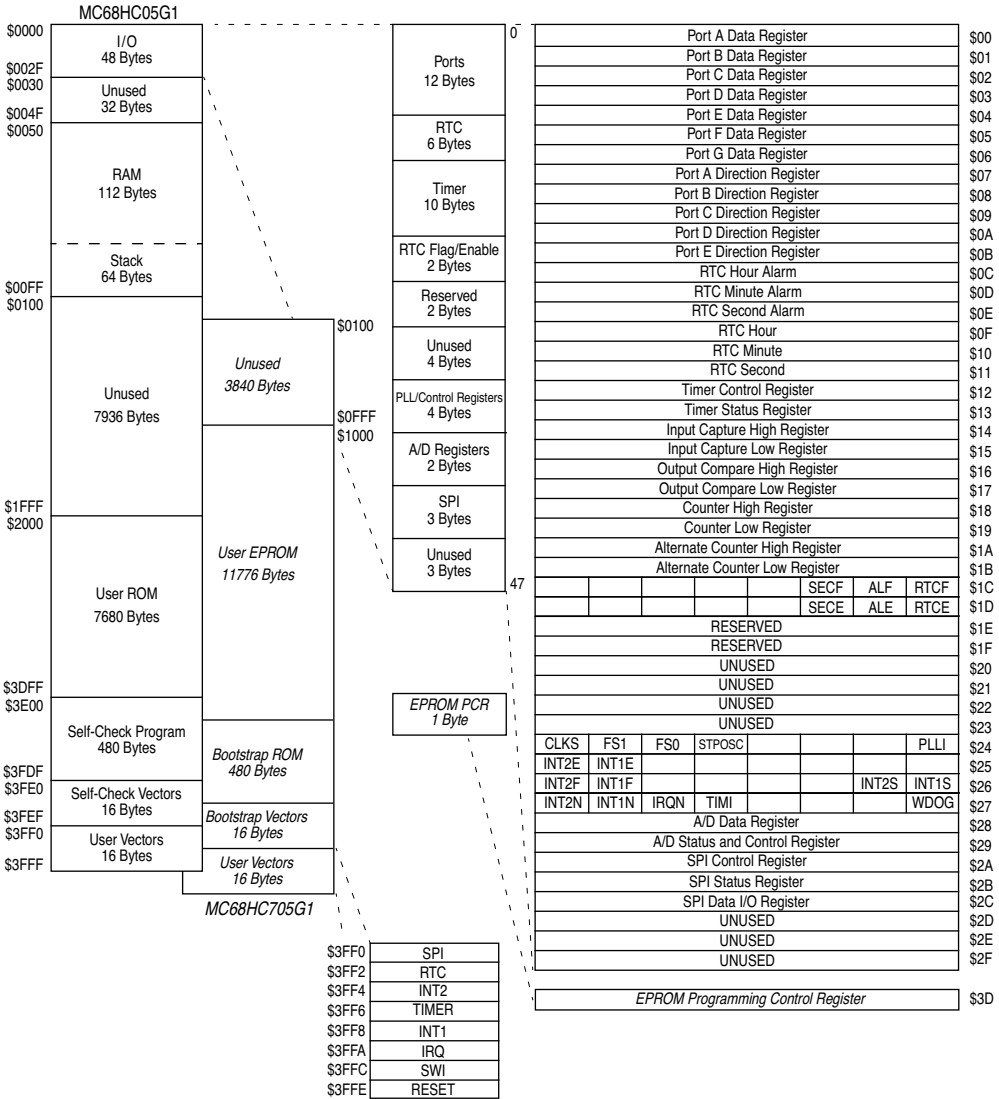 MC68HC05G1
$0000
I/O
48 Bytes
$002F
$0030
Unused
32 Bytes
$004F
$0050
RAM
112 Bytes
Stack
64 Bytes
$00FF
$0100
Unused
7936 Bytes
$1FFF
$2000
User ROM
7680 Bytes
$3DFF
$3E00
Self-Check Program
480 Bytes
$3FDF
$3FE0
Self-Check Vectors
16 Bytes
$3FEF
$3FF0
User Vectors
16 Bytes
$3FFF
$0100
Unused
3840 Bytes
$0FFF
$1000
User EPROM
11776 Bytes
Bootstrap ROM
480 Bytes
Bootstrap Vectors
16 Bytes
User Vectors
16 Bytes
MC68HC705G1
$3FF0 SPI
$3FF2 RTC
$3FF4 INT2
$3FF6 TIMER
$3FF8 INT1
$3FFA IRQ
$3FFC SWI
$3FFE RESET
0
Ports
12 Bytes
RTC
6 Bytes
Timer
10 Bytes
RTC Flag/Enable
2 Bytes
Reserved
2 Bytes
Unused
4 Bytes
PLL/Control Registers
4 Bytes
A/D Registers
2 Bytes
SPI
3 Bytes
Unused
3 Bytes
47
EPROM PCR
1 Byte
Port A Data Register $00
Port B Data Register $01
Port C Data Register $02
Port D Data Register $03
Port E Data Register $04
Port F Data Register $05
Port G Data Register $06
Port A Direction Register $07
Port B Direction Register $08
Port C Direction Register $09
Port D Direction Register $0A
Port E Direction Register $0B
RTC Hour Alarm $0C
RTC Minute Alarm $0D
RTC Second Alarm $0E
RTC Hour $0F
RTC Minute $10
RTC Second $11
Timer Control Register $12
Timer Status Register $13
Input Capture High Register $14
Input Capture Low Register $15
Output Compare High Register $16
Output Compare Low Register $17
Counter High Register $18
Counter Low Register $19
Alternate Counter High Register $1A
Alternate Counter Low Register $1B
SECF ALF RTCF $1C
SECE ALE RTCE $1D
RESERVED $1E
RESERVED $1F
UNUSED $20
UNUSED $21
UNUSED $22
UNUSED $23
CLKS FS1 FS0 STPOSC PLLI $24
INT2E INT1E $25
INT2F INT1F INT2S INT1S $26
INT2N INT1N IRQN TIMI WDOG $27
A/D Data Register $28
A/D Status and Control Register $29
SPI Control Register $2A
SPI Status Register $2B
SPI Data I/O Register $2C
UNUSED $2D
UNUSED $2E
UNUSED $2F
EPROM Programming Control Register $3D